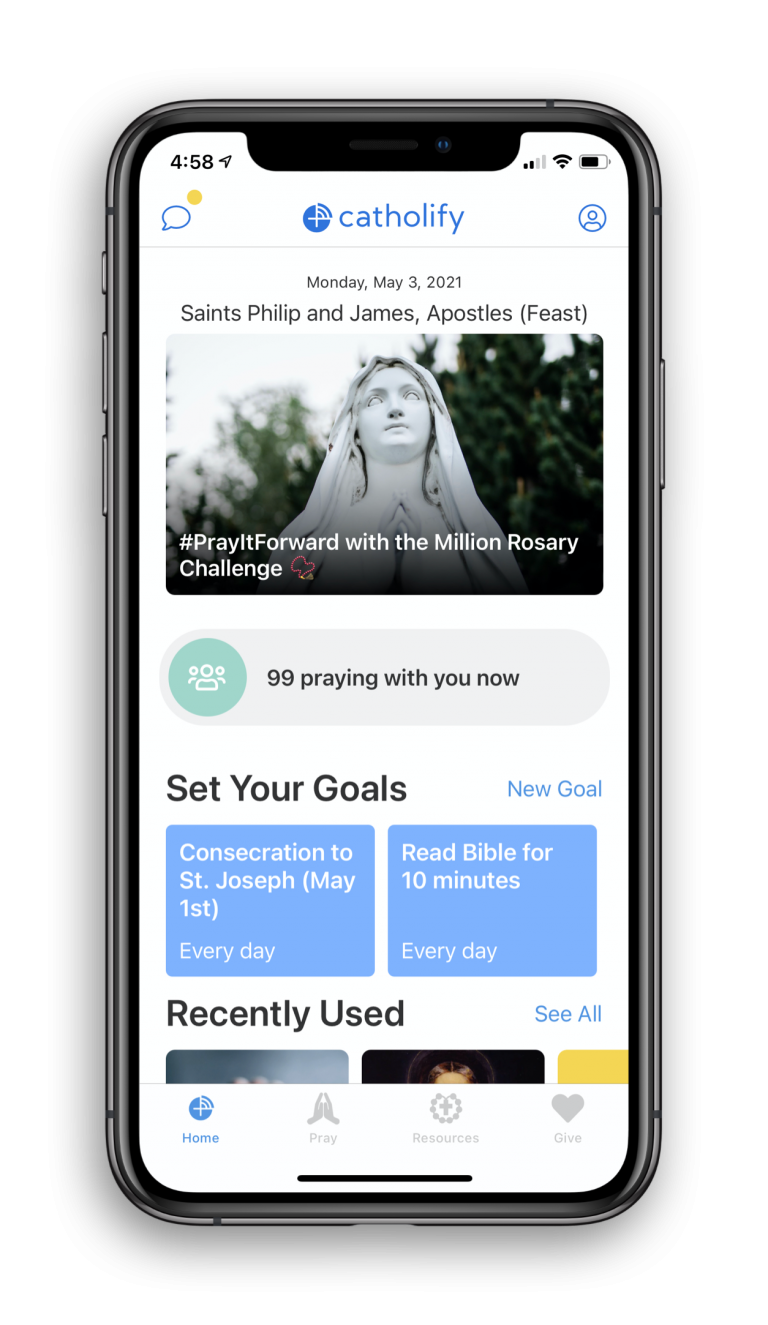 4:58
catholify
Monday, May 3, 2021
Saints Philip and James, Apostles (Feast)
#PrayItForward with the Million Rosary
Challenge 📿
99 praying with you now
Set Your Goals
New Goal
Consecration to
St. Joseph (May
1st)
Every day
Read Bible for
10 minutes
Every day
Recently Used
See All
Home
Pray
Resources
Give